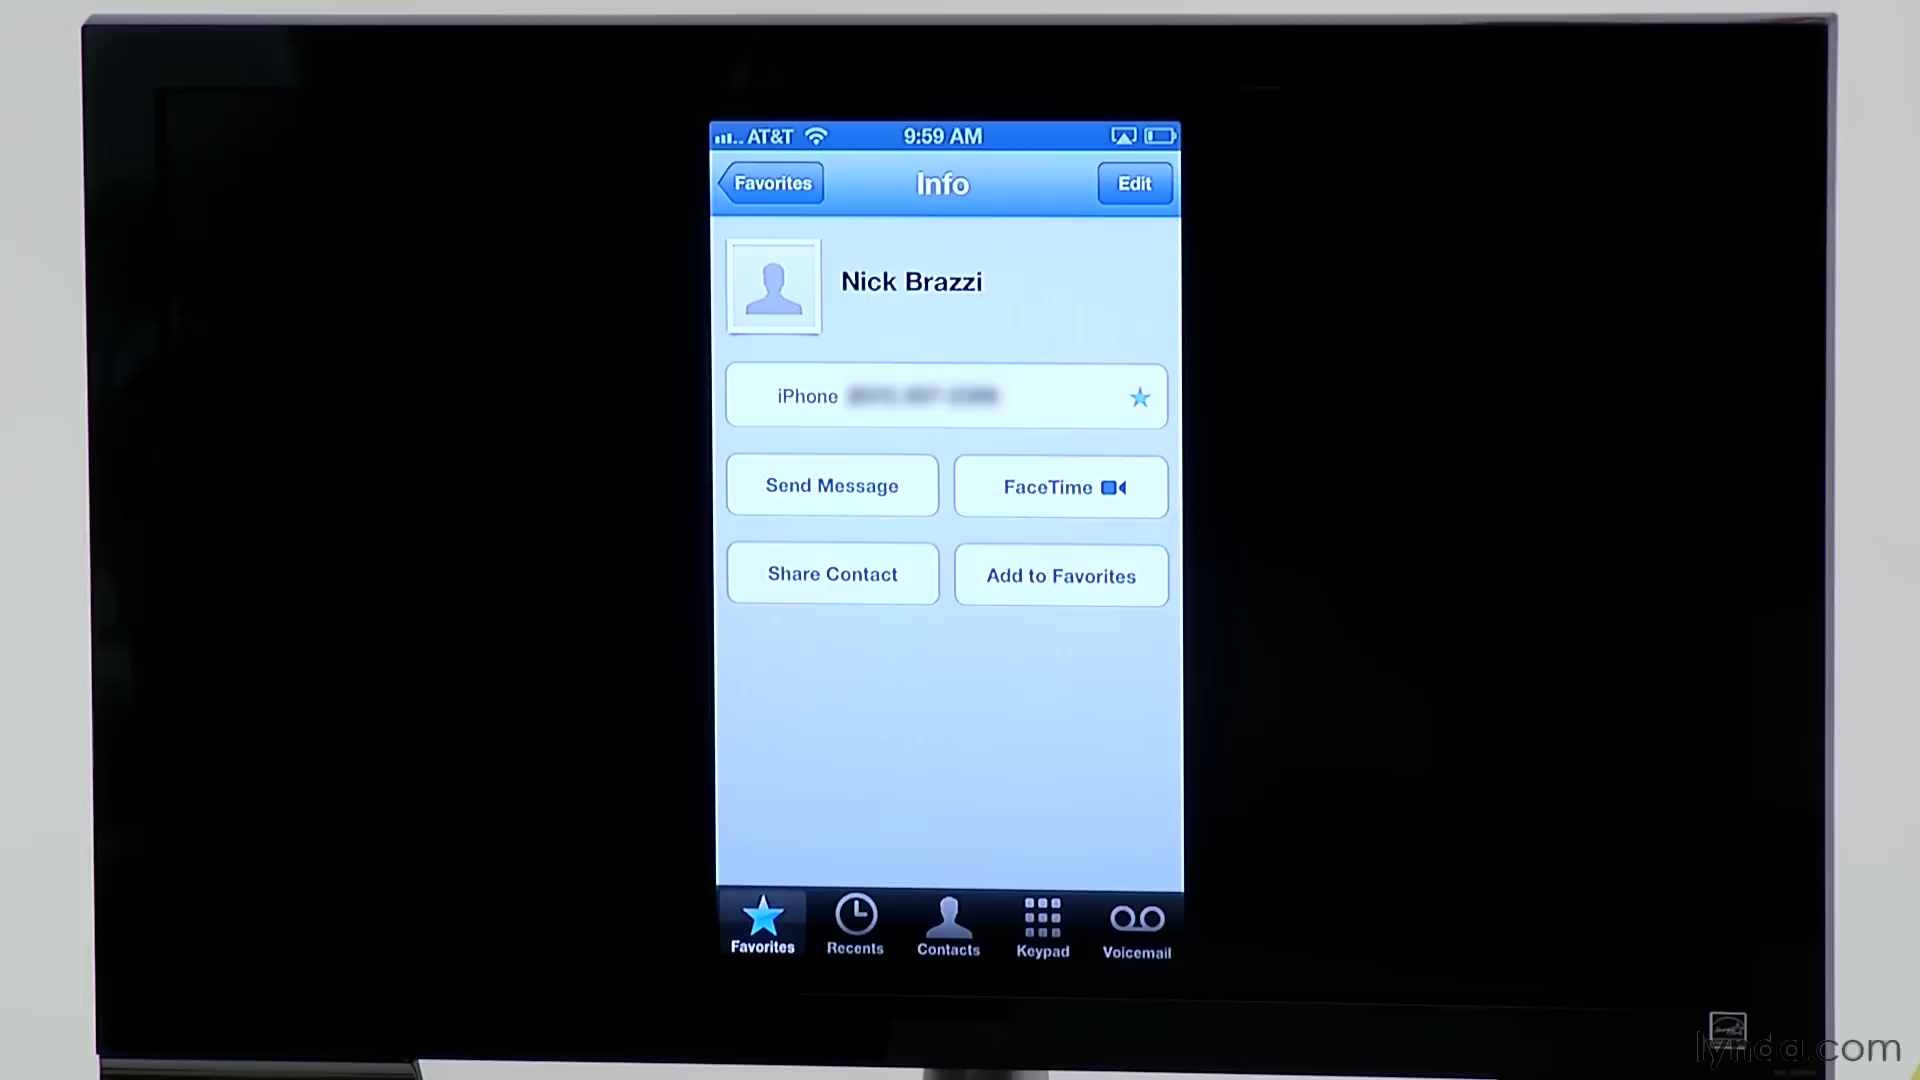 AT&T 9:59 AM
Favorites Info Edit
Nick Brazzi
iPhone
Send Message FaceTime
Share Contact Add to Favorites
Favorites Recents Contacts Keypad Voicemail
lynda.com